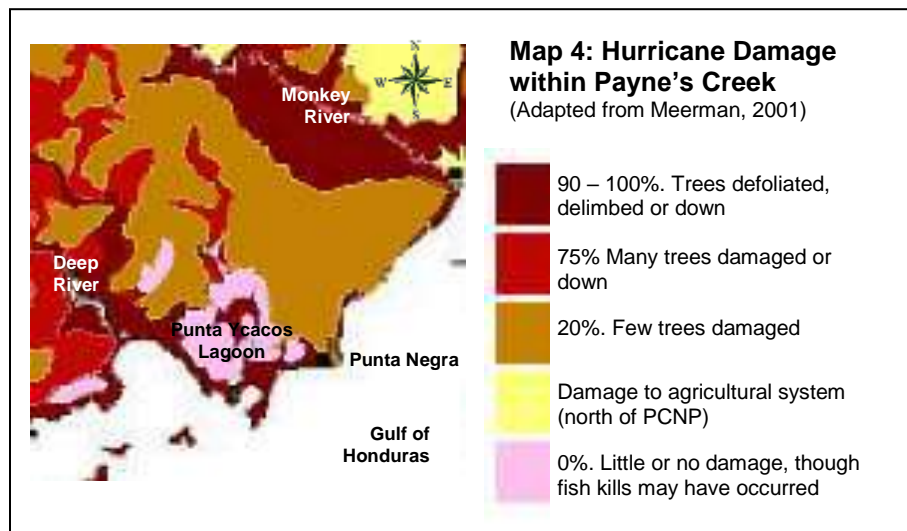 Map 4: Hurricane Damage
within Payne's Creek
(Adapted from Meerman, 2001)
N
W E
S
Monkey
River
Deep
River
Punta Ycacos
Lagoon
Punta Negra
Gulf of
Honduras
90 – 100%. Trees defoliated,
delimbed or down
75% Many trees damaged or
down
20%. Few trees damaged
Damage to agricultural system
(north of PCNP)
0%. Little or no damage, though
fish kills may have occurred